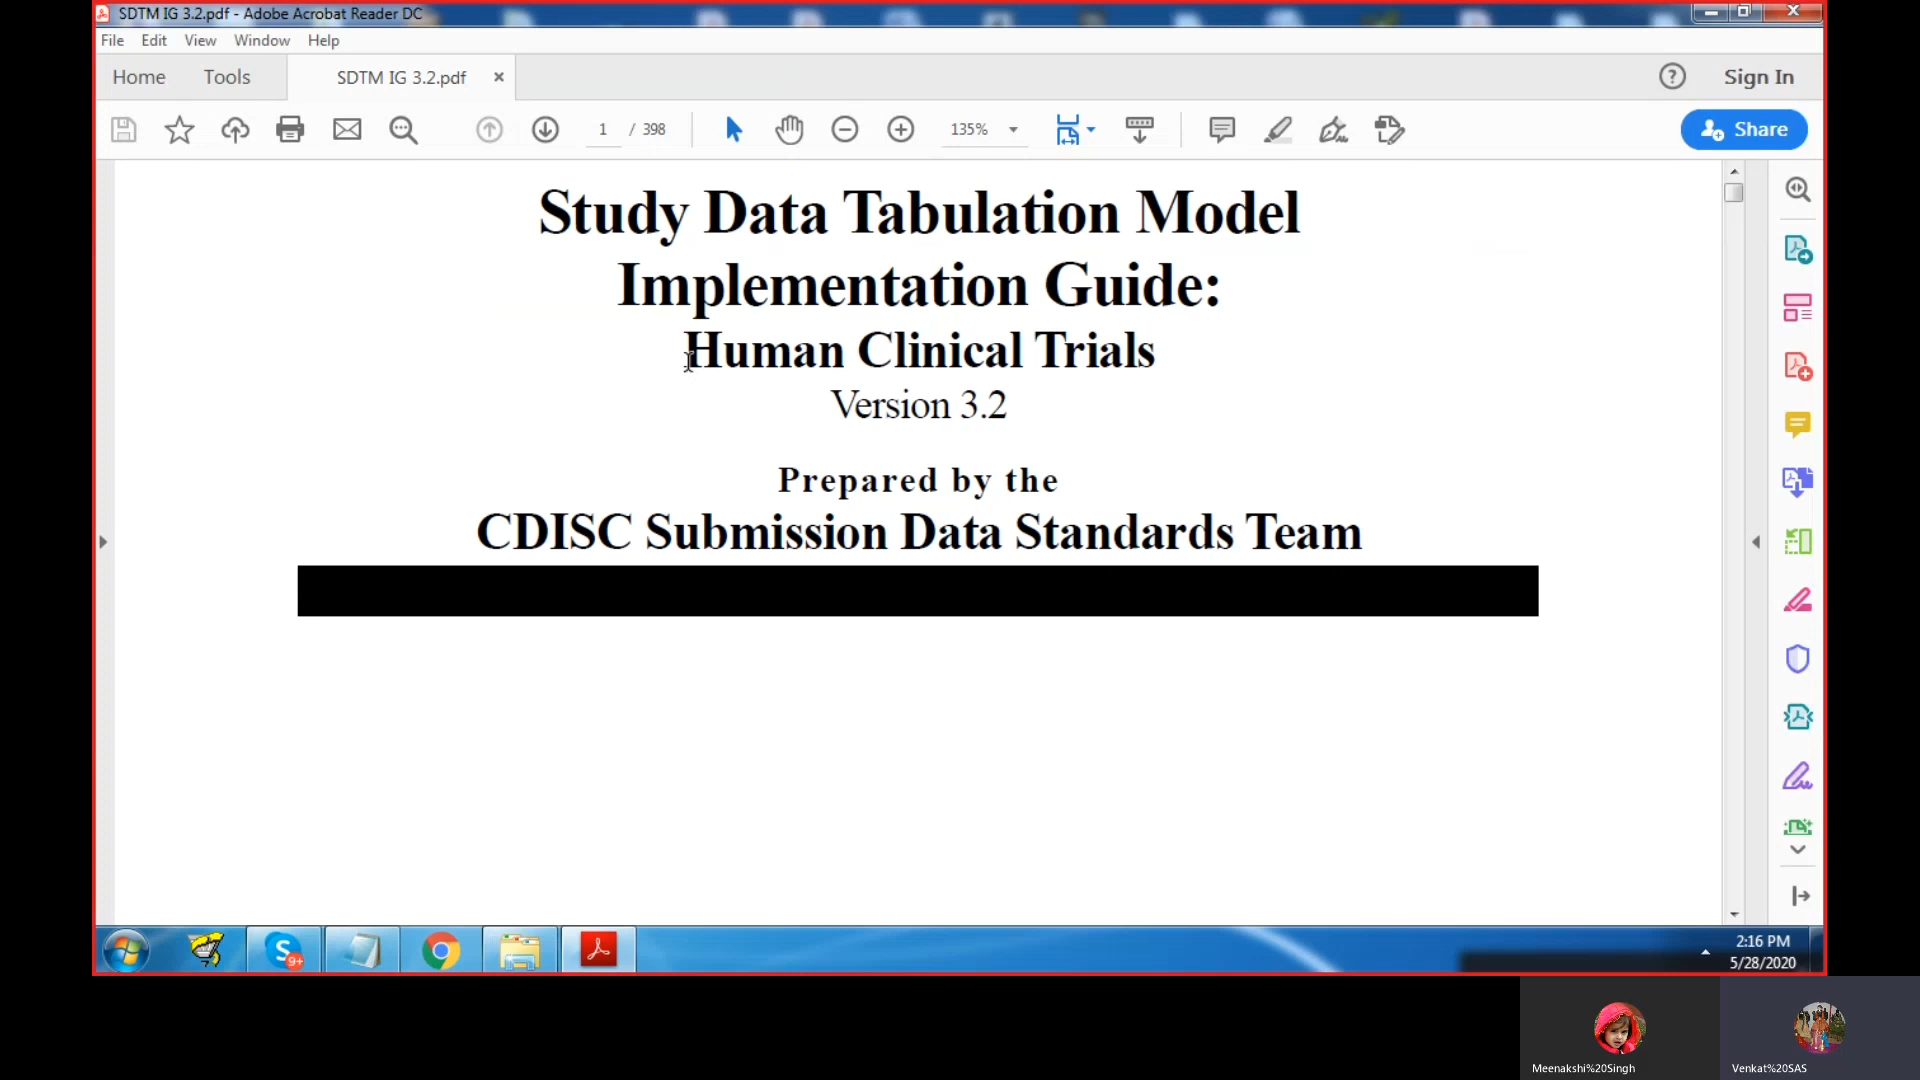 SDTM IG 3.2.pdf - Adobe Acrobat Reader DC
File Edit View Window Help
Home Tools SDTM IG 3.2.pdf × ? Sign In
1 / 398 135% Share
Study Data Tabulation Model
Implementation Guide:
Human Clinical Trials
Version 3.2
Prepared by the
CDISC Submission Data Standards Team
S 9+
2:16 PM
5/28/2020
Meenakshi%20Singh Venkat%20SAS